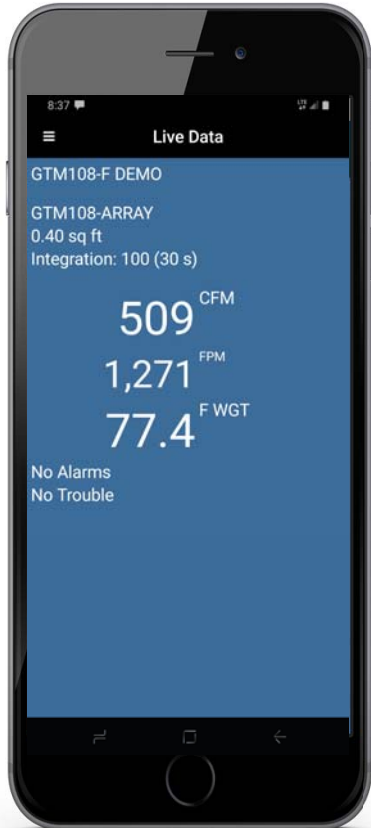 8:37
LTE
Live Data
GTM108-F DEMO
GTM108-ARRAY
0.40 sq ft
Integration: 100 (30 s)
509 CFM
1,271 FPM
77.4 F WGT
No Alarms
No Trouble